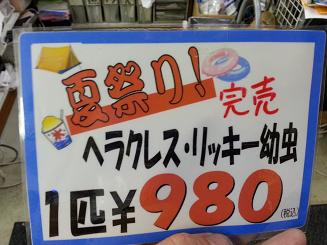 夏祭り!
完売
ヘラクレス・リッキー幼虫
1匹¥980
(税込)